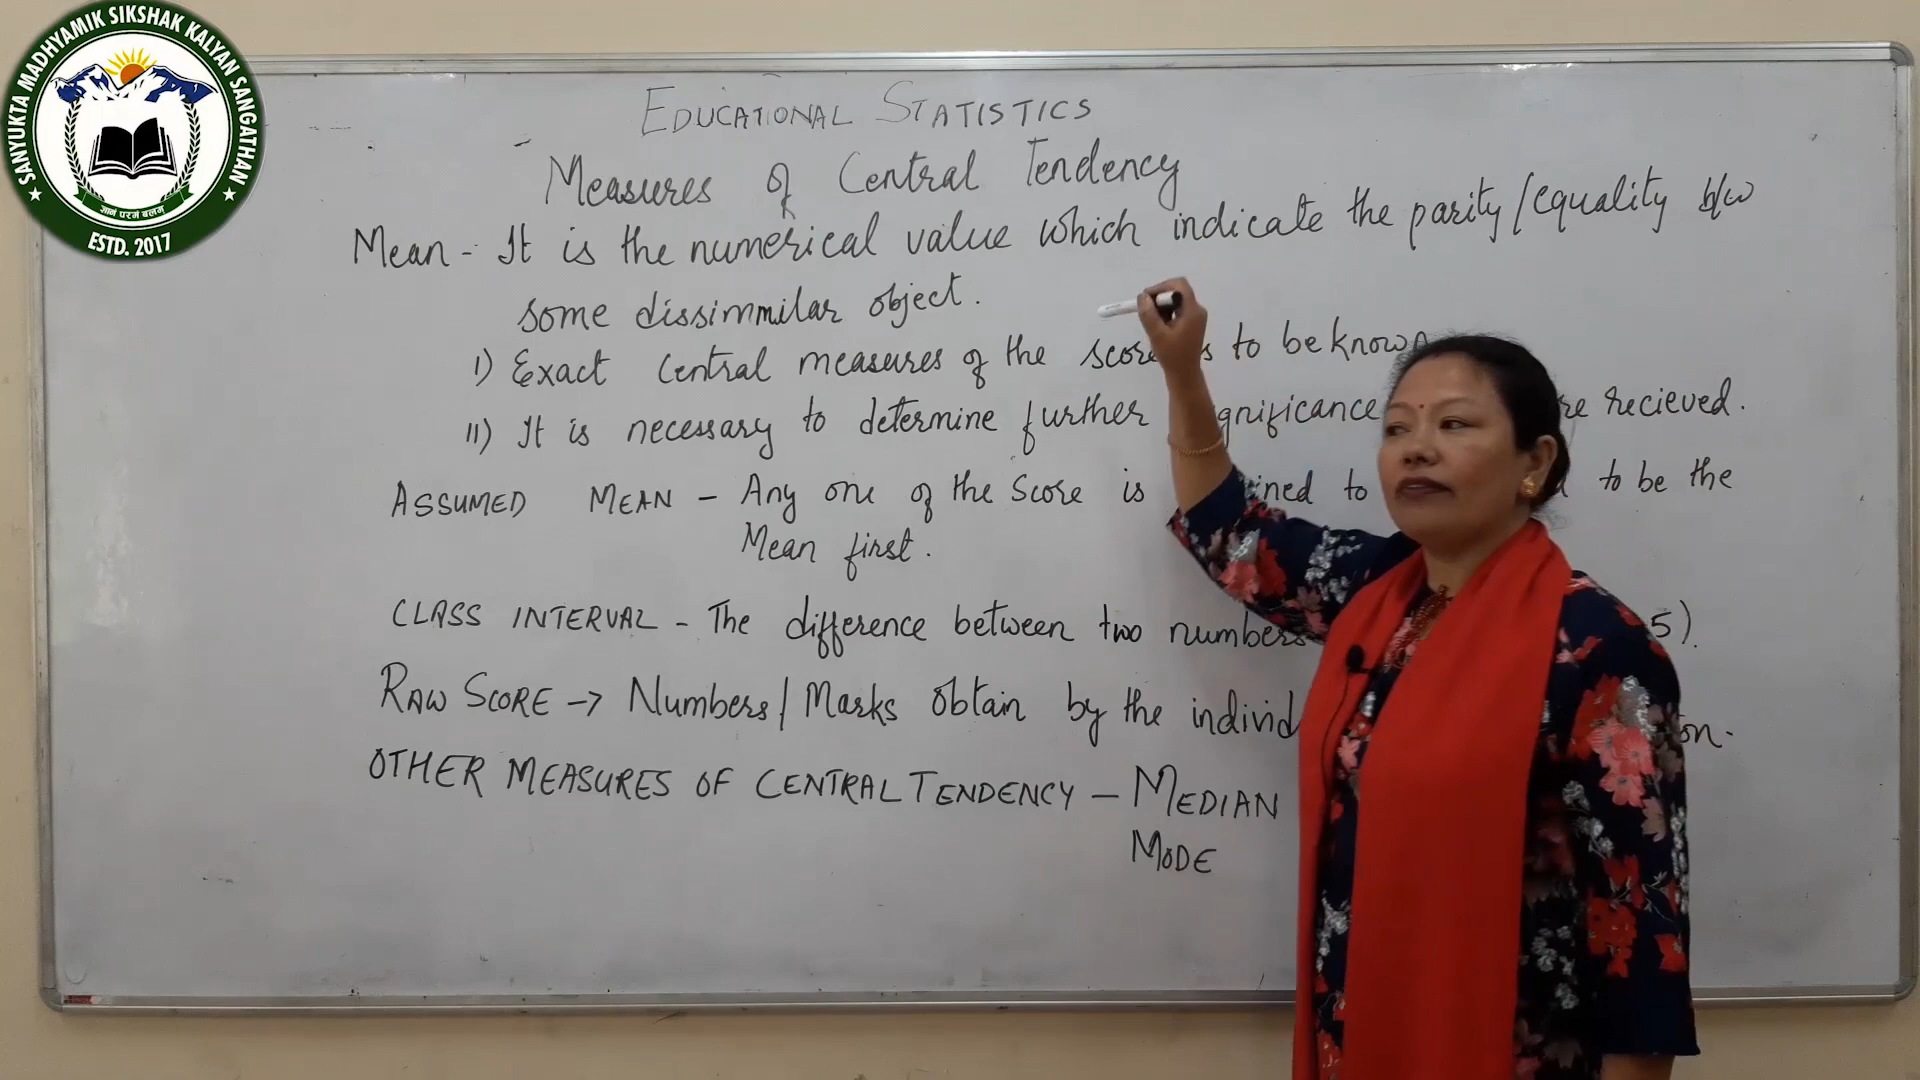 SANYUKTA MADHYAMIK SIKSHAK KALYAN SANGATHAN
ज्ञानं परमं बलम्
ESTD. 2017
EDUCATIONAL STATISTICS
Measures of Central Tendency
Mean - It is the numerical value which indicate the parity/equality b/w
some dissimmilar object.
I) Exact central measures of the to be known
II) It is necessary to determine further recieved.
ASSUMED MEAN - Any one of the Score is to to be the
Mean first.
CLASS INTERVAL - The difference between two numbers 5).
RAW SCORE → Numbers/Marks obtain by the
OTHER MEASURES OF CENTRAL TENDENCY - MEDIAN
MODE